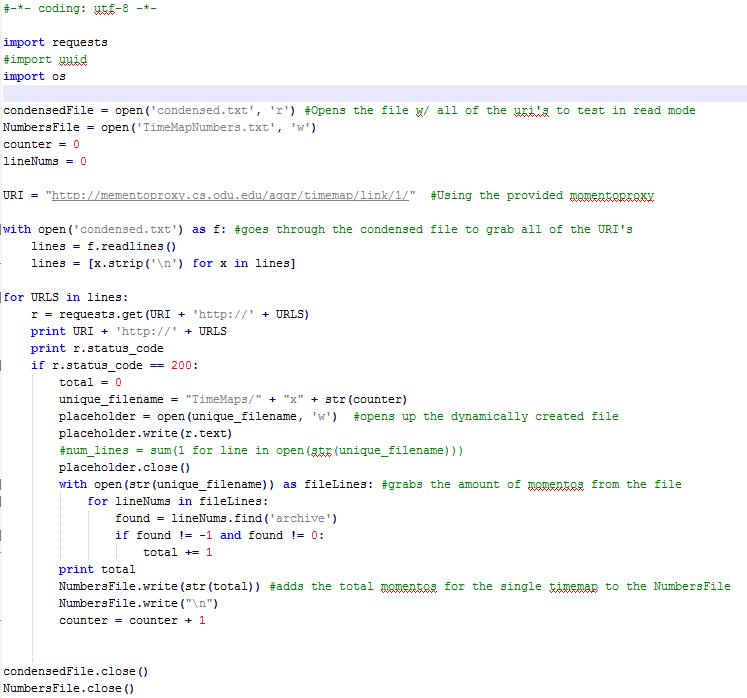 #-*- coding: utf-8 -*-
import requests
#import uuid
import os
condensedFile = open('condensed.txt', 'r') #Opens the file w/ all of the uri's to test in read mode
NumbersFile = open('TimeMapNumbers.txt', 'w')
counter = 0
lineNums = 0
URI = "http://mementoproxy.cs.odu.edu/aggr/timemap/link/1/"  #Using the provided momentoproxy
with open('condensed.txt') as f: #goes through the condensed file to grab all of the URI's
    lines = f.readlines()
    lines = [x.strip('\n') for x in lines]
for URLS in lines:
    r = requests.get(URI + 'http://' + URLS)
    print URI + 'http://' + URLS
    print r.status_code
    if r.status_code == 200:
        total = 0
        unique_filename = "TimeMaps/" + "x" + str(counter)
        placeholder = open(unique_filename, 'w')  #opens up the dynamically created file
        placeholder.write(r.text)
        #num_lines = sum(1 for line in open(str(unique_filename)))
        placeholder.close()
        with open(str(unique_filename)) as fileLines: #grabs the amount of momentos from the file
            for lineNums in fileLines:
                found = lineNums.find('archive')
                if found != -1 and found != 0:
                    total += 1
        print total
        NumbersFile.write(str(total)) #adds the total momentos for the single timemap to the NumbersFile
        NumbersFile.write("\n")
        counter = counter + 1
condensedFile.close()
NumbersFile.close()